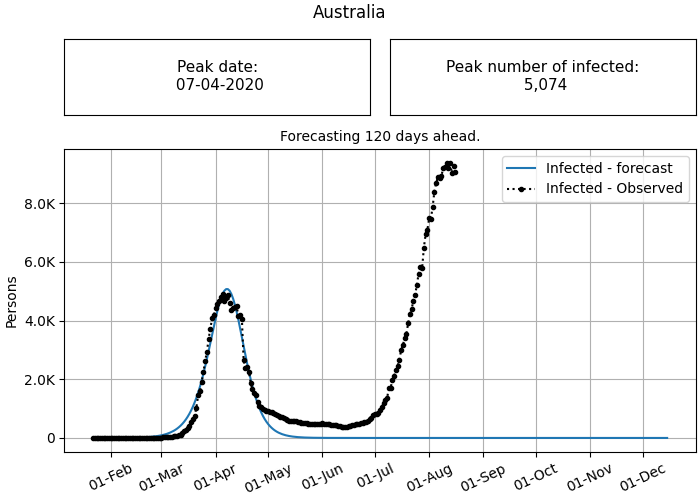 Australia
Peak date:
07-04-2020
Peak number of infected:
5,074
Forecasting 120 days ahead.
Infected - forecast
Infected - Observed
8.0K
6.0K
4.0K
2.0K
0
Persons
01-Feb
01-Mar
01-Apr
01-May
01-Jun
01-Jul
01-Aug
01-Sep
01-Oct
01-Nov
01-Dec